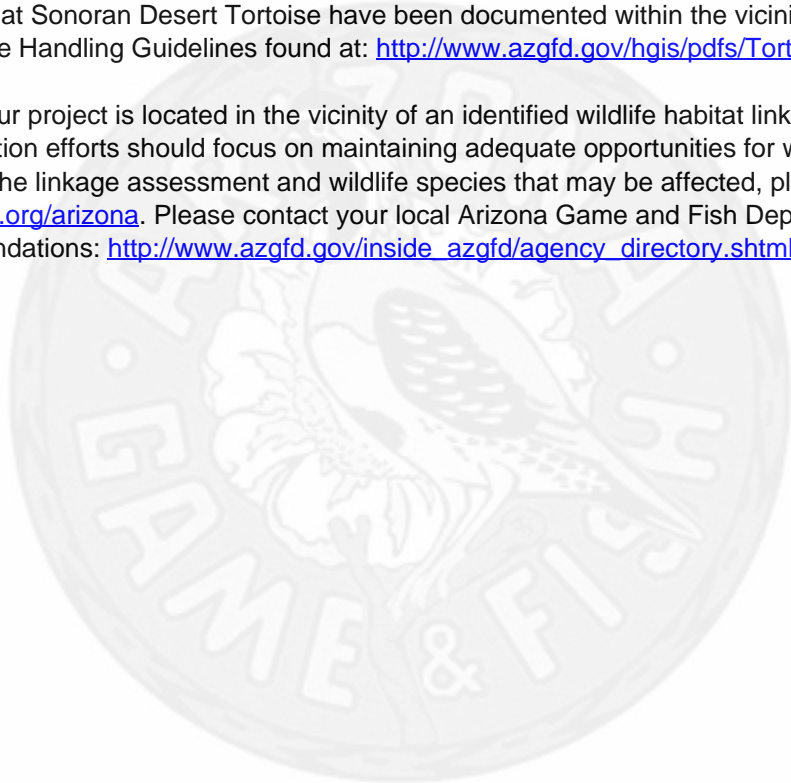 at Sonoran Desert Tortoise have been documented within the vicini
e Handling Guidelines found at: http://www.azgfd.gov/hgis/pdfs/Tort
ur project is located in the vicinity of an identified wildlife habitat link
tion efforts should focus on maintaining adequate opportunities for w
he linkage assessment and wildlife species that may be affected, pl
.org/arizona. Please contact your local Arizona Game and Fish Dep
ndations: http://www.azgfd.gov/inside_azgfd/agency_directory.shtml
ARIZONA
GAME & FISH